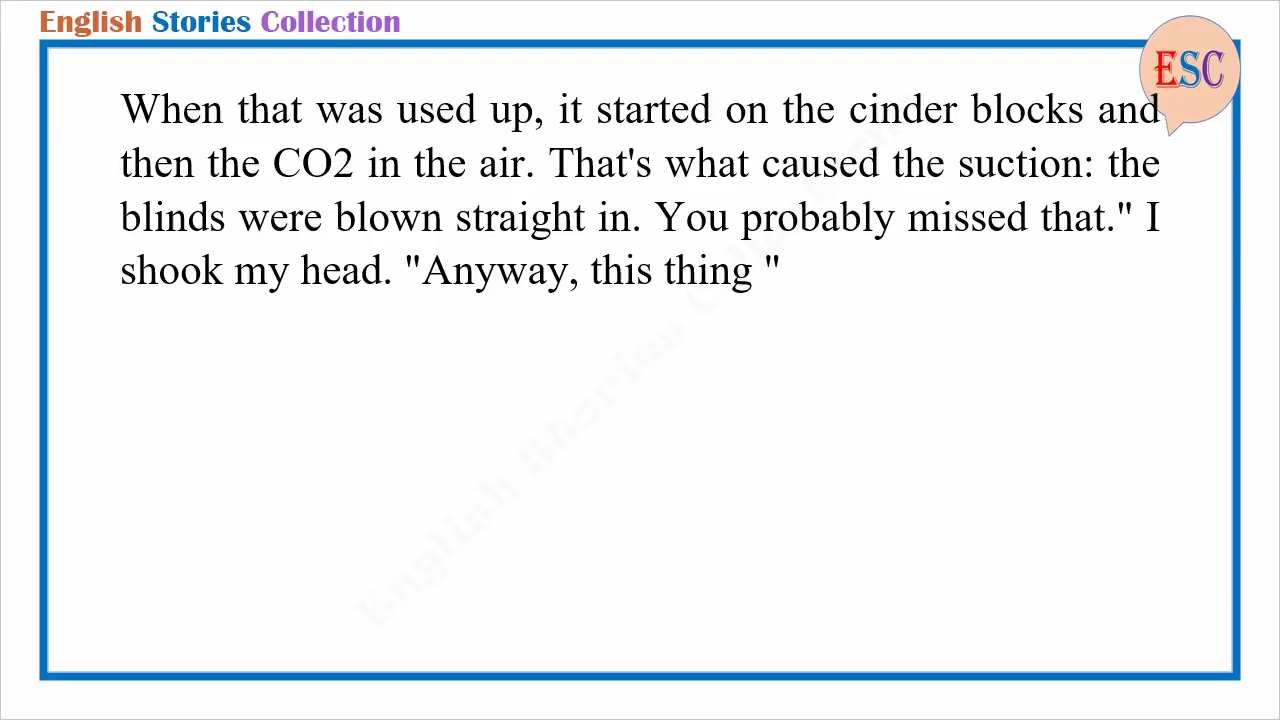 English Stories Collection
ESC
When that was used up, it started on the cinder blocks and
then the CO2 in the air. That's what caused the suction: the
blinds were blown straight in. You probably missed that." I
shook my head. "Anyway, this thing "
English Stories